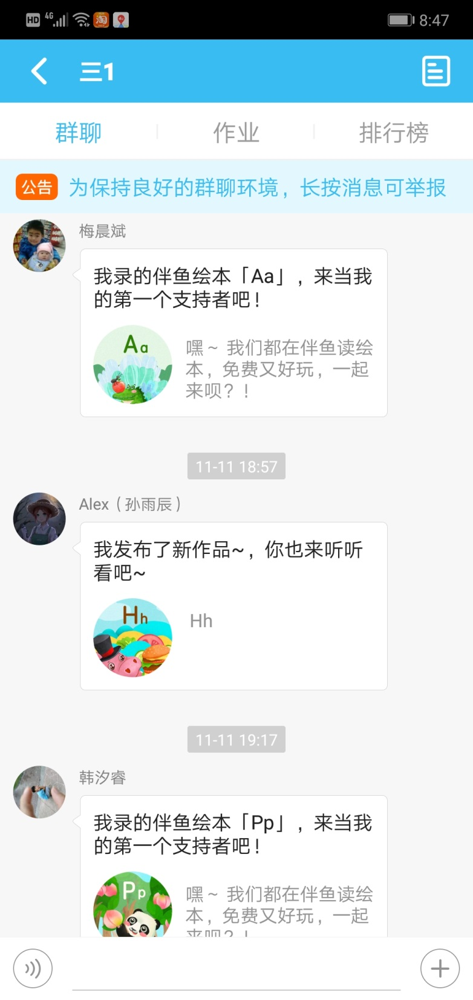 HD 4G 淘 8:47
三1
群聊 作业 排行榜
公告 为保持良好的群聊环境，长按消息可举报
梅晨斌
我录的伴鱼绘本「Aa」，来当我
的第一个支持者吧！
Aa
嘿~ 我们都在伴鱼读绘
本，免费又好玩，一起
来呗？！
11-11 18:57
Alex（孙雨辰）
我发布了新作品~，你也来听听
看吧~
Hh
Hh
11-11 19:17
韩汐睿
我录的伴鱼绘本「Pp」，来当我
的第一个支持者吧！
Pp
嘿~ 我们都在伴鱼读绘
本，免费又好玩，一起
来呗？！